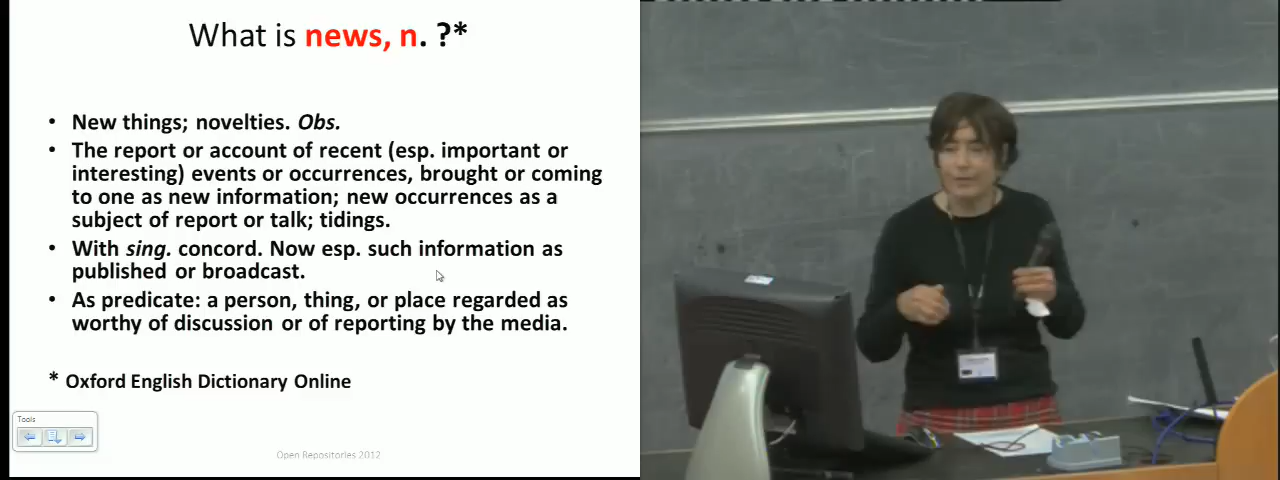 What is news, n. ?*
• New things; novelties. Obs.
• The report or account of recent (esp. important or
interesting) events or occurrences, brought or coming
to one as new information; new occurrences as a
subject of report or talk; tidings.
• With sing. concord. Now esp. such information as
published or broadcast.
• As predicate: a person, thing, or place regarded as
worthy of discussion or of reporting by the media.
* Oxford English Dictionary Online
Tools
Open Repositories 2012